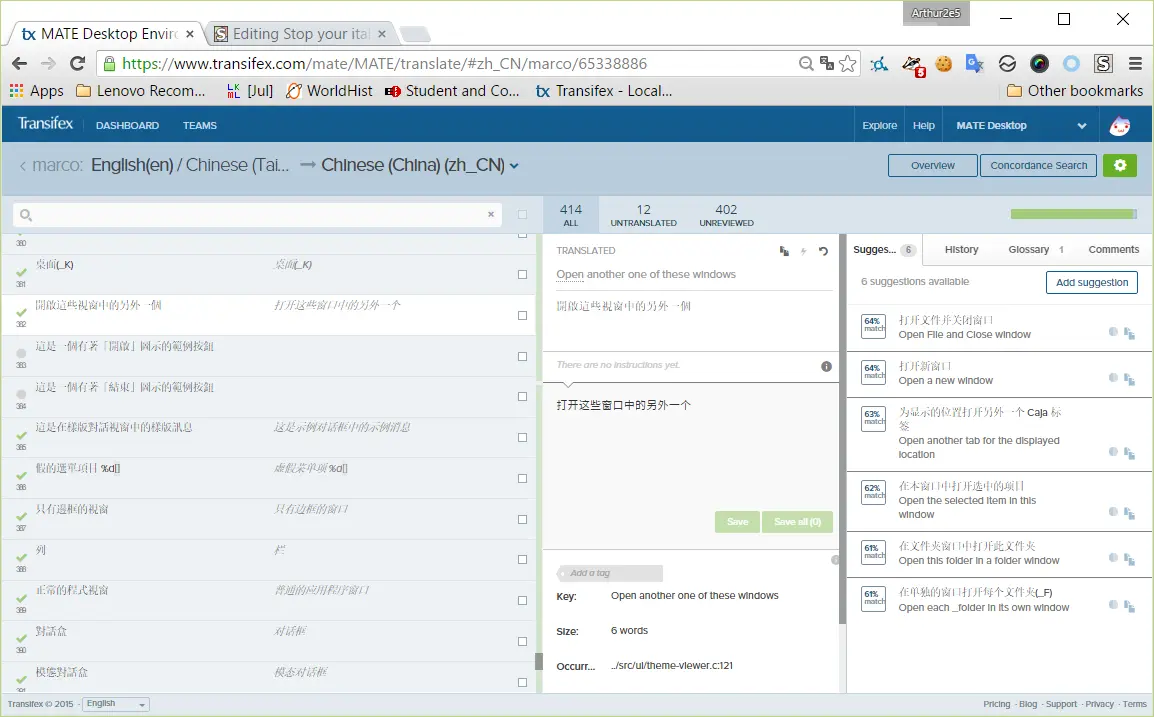 Arthur2e5
tx MATE Desktop Enviro
Editing Stop your ital
https://www.transifex.com/mate/MATE/translate/#zh_CN/marco/65338886
5
Apps
Lenovo Recom...
[Jul]
WorldHist
Student and Co...
tx Transifex - Local...
Other bookmarks
Transifex
DASHBOARD
TEAMS
Explore
Help
MATE Desktop
marco: English(en) / Chinese (Tai... → Chinese (China) (zh_CN)
Overview
Concordance Search
414
ALL
12
UNTRANSLATED
402
UNREVIEWED
380
桌面(_K) 桌面(_K)
381
開啟這些視窗中的另外一個 打开这些窗口中的另外一个
382
這是一個有著「開啟」圖示的範例按鈕
383
這是一個有著「結束」圖示的範例按鈕
384
這是在樣版對話視窗中的樣版訊息 这是示例对话框中的示例消息
385
假的選單項目 %d[] 虚假菜单项 %d[]
386
只有邊框的視窗 只有边框的窗口
387
列 栏
388
正常的程式視窗 普通的应用程序窗口
389
對話盒 对话框
390
模態對話盒 模态对话框
391
TRANSLATED
Open another one of these windows
開啟這些視窗中的另外一個
There are no instructions yet.
打开这些窗口中的另外一个
Save
Save all (0)
Add a tag
Key: Open another one of these windows
Size: 6 words
Occurr... ../src/ui/theme-viewer.c:121
Sugges... 6
History
Glossary 1
Comments
6 suggestions available
Add suggestion
64% match
打开文件并关闭窗口
Open File and Close window
64% match
打开新窗口
Open a new window
63% match
为显示的位置打开另外一个 Caja 标
签
Open another tab for the displayed
location
62% match
在本窗口中打开选中的项目
Open the selected item in this
window
61% match
在文件夹窗口中打开此文件夹
Open this folder in a folder window
61% match
在单独的窗口打开每个文件夹(_F)
Open each _folder in its own window
Transifex © 2015 · English
Pricing · Blog · Support · Privacy · Terms